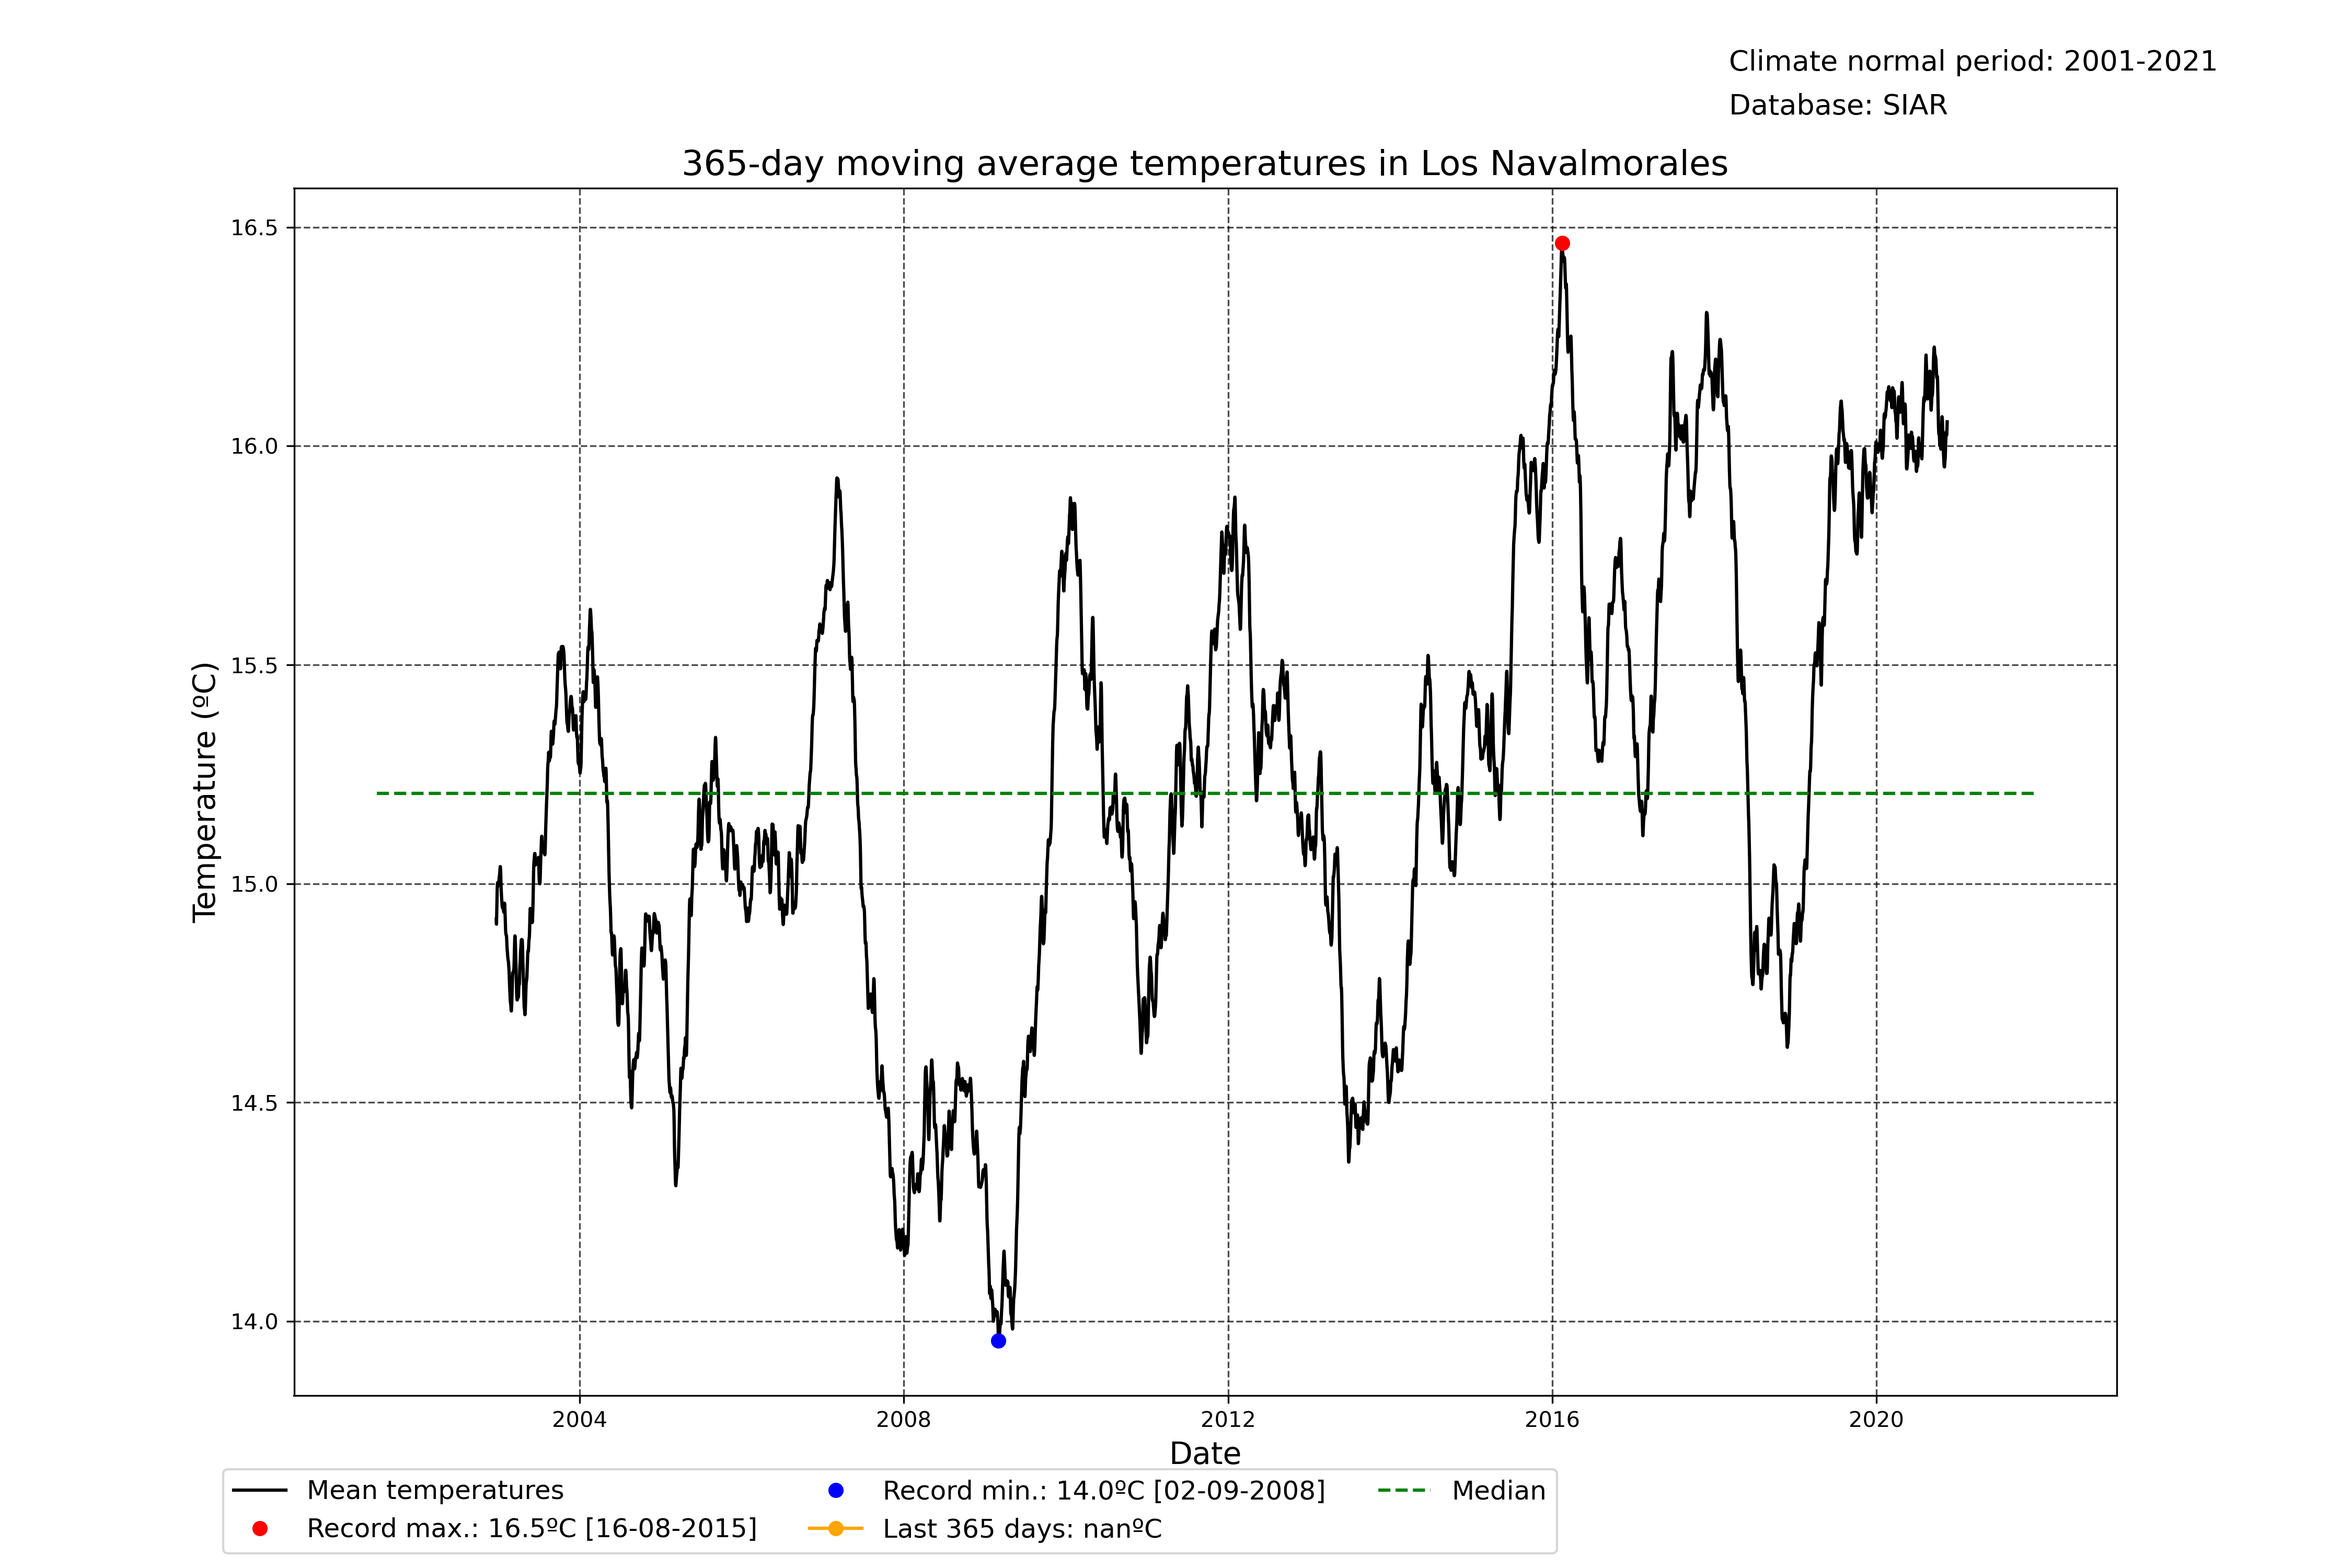 Climate normal period: 2001-2021
Database: SIAR
365-day moving average temperatures in Los Navalmorales
Temperature (ºC)
16.5
16.0
15.5
15.0
14.5
14.0
2004
2008
2012
2016
2020
Date
Mean temperatures
Record max.: 16.5ºC [16-08-2015]
Record min.: 14.0ºC [02-09-2008]
Last 365 days: nanºC
Median